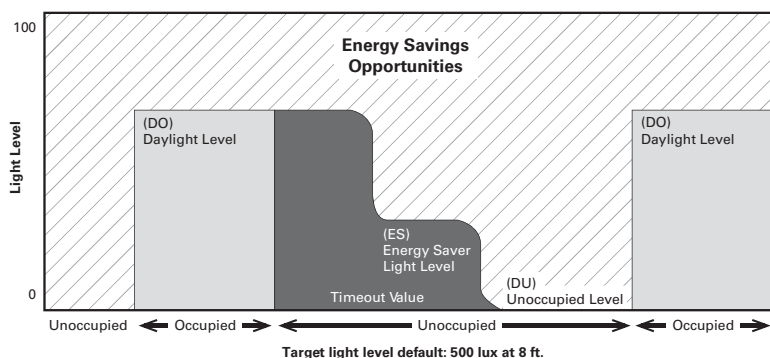 100
Energy Savings
Opportunities
(DO)
Daylight Level
(DO)
Daylight Level
Light Level
(ES)
Energy Saver
Light Level
(DU)
Unoccupied Level
Timeout Value
0
Unoccupied
Occupied
Unoccupied
Occupied
Target light level default: 500 lux at 8 ft.